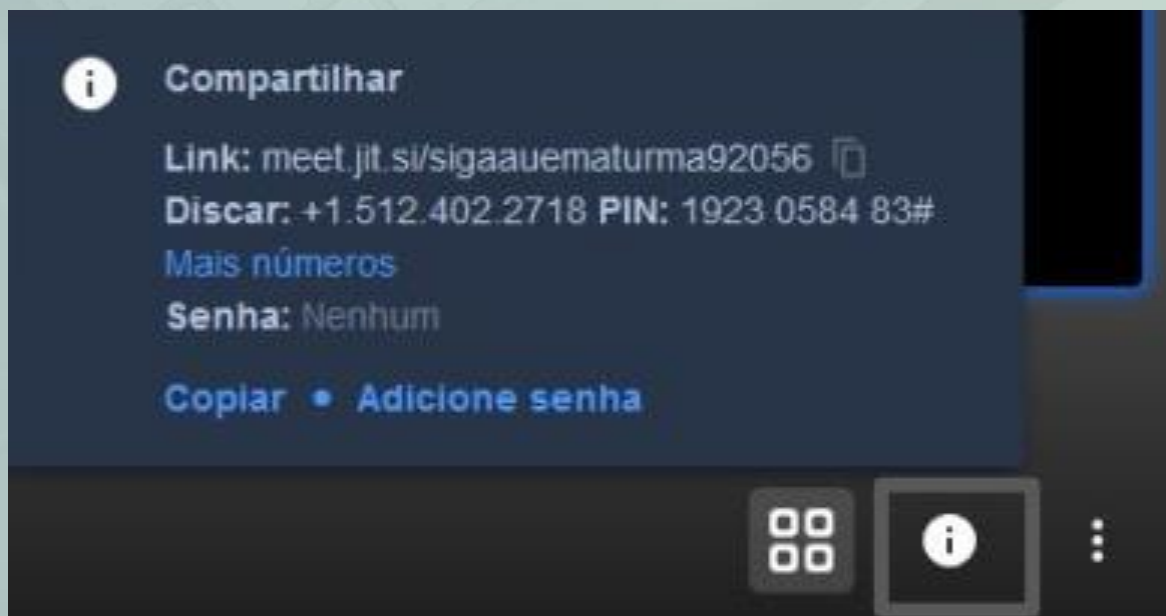 Compartilhar
Link: meet.jit.si/sigaauematurma92056
Discar: +1.512.402.2718 PIN: 1923 0584 83#
Mais números
Senha: Nenhum
Copiar • Adicione senha